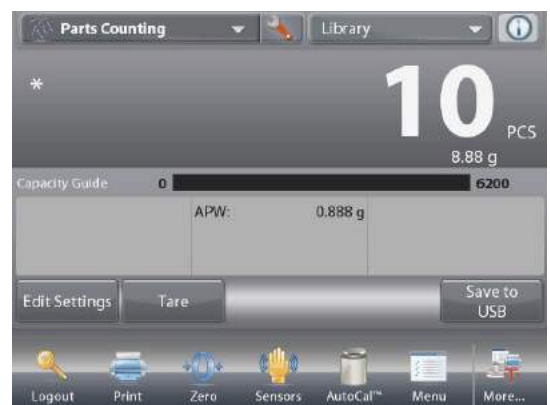 Parts Counting Library
*
10 PCS
8.88 g
Capacity Guide 0 6200
APW: 0.888 g
Edit Settings Tare Save to USB
Logout Print Zero Sensors AutoCal™ Menu More...